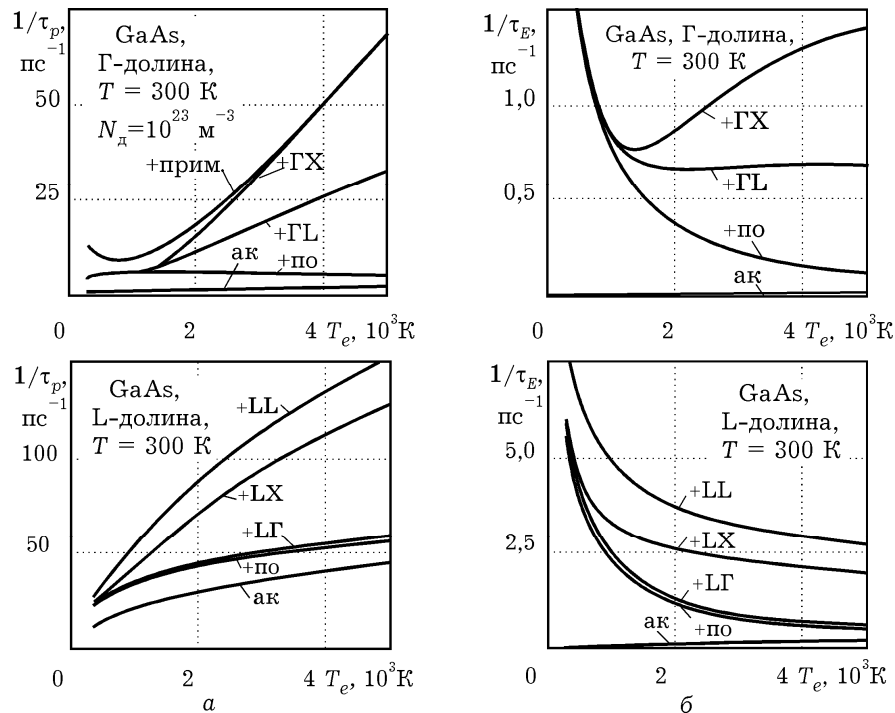 1/τp,
пс⁻¹
GaAs,
Г-долина,
T = 300 К
Nд=10²³ м⁻³
+прим.
+ГХ
+ГL
+по
ак
50
25
0
2
4 Te, 10³К
1/τE,
пс⁻¹
GaAs, Г-долина,
T = 300 К
+ГХ
+ГL
+по
ак
1,0
0,5
0
2
4 Te, 10³К
1/τp,
пс⁻¹
GaAs,
L-долина,
T = 300 К
+LL
+LX
+LГ
+по
ак
100
50
0
2
4 Te, 10³К
а
1/τE,
пс⁻¹
GaAs,
L-долина,
T = 300 К
+LL
+LX
+LГ
+по
ак
5,0
2,5
0
2
4 Te, 10³К
б